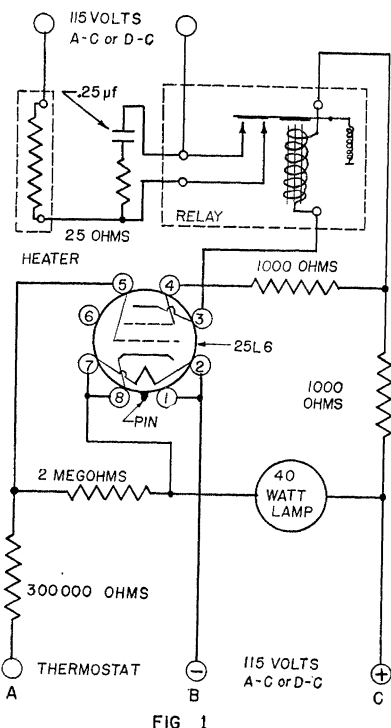 115 VOLTS
A-C or D-C
.25 µf
RELAY
25 OHMS
HEATER
1000 OHMS
5
4
6
3
25L6
7
2
8
1
PIN
1000
OHMS
2 MEGOHMS
40
WATT
LAMP
300000 OHMS
THERMOSTAT
115 VOLTS
A-C or D-C
A
B
C
FIG 1